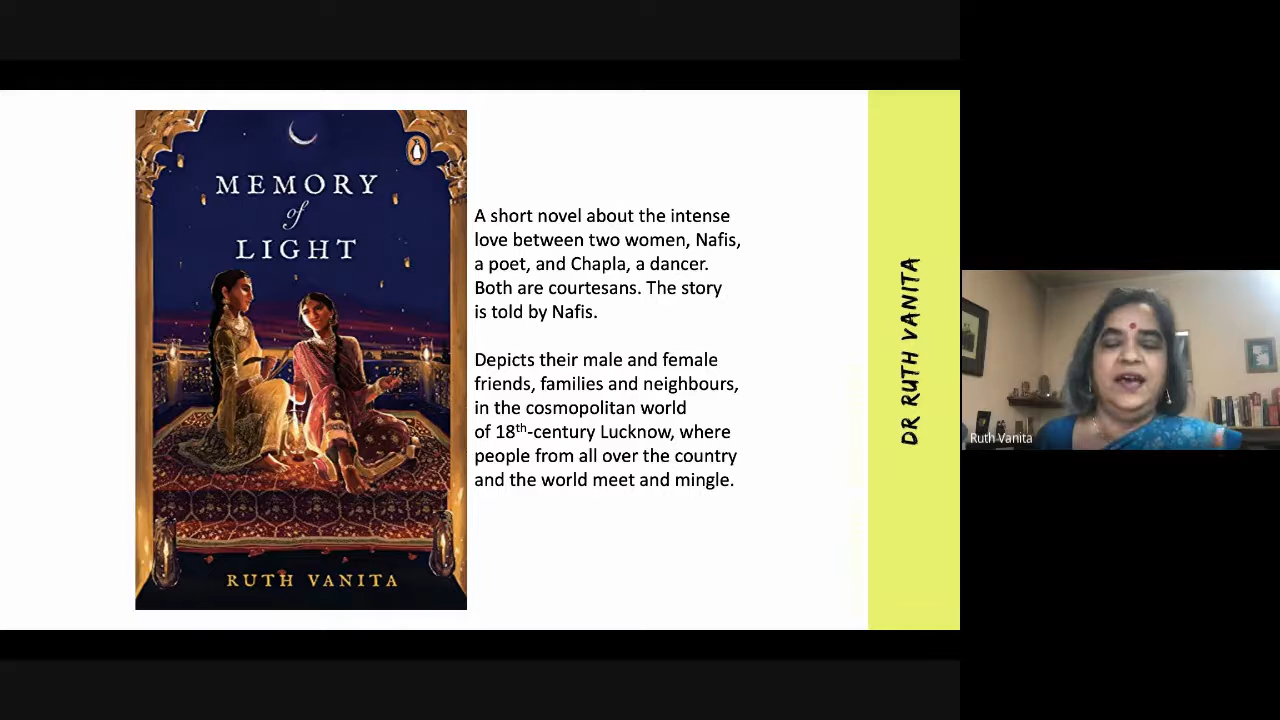 MEMORY
of
LIGHT
RUTH VANITA
A short novel about the intense
love between two women, Nafis,
a poet, and Chapla, a dancer.
Both are courtesans. The story
is told by Nafis.
Depicts their male and female
friends, families and neighbours,
in the cosmopolitan world
of 18th-century Lucknow, where
people from all over the country
and the world meet and mingle.
DR RUTH VANITA
Ruth Vanita